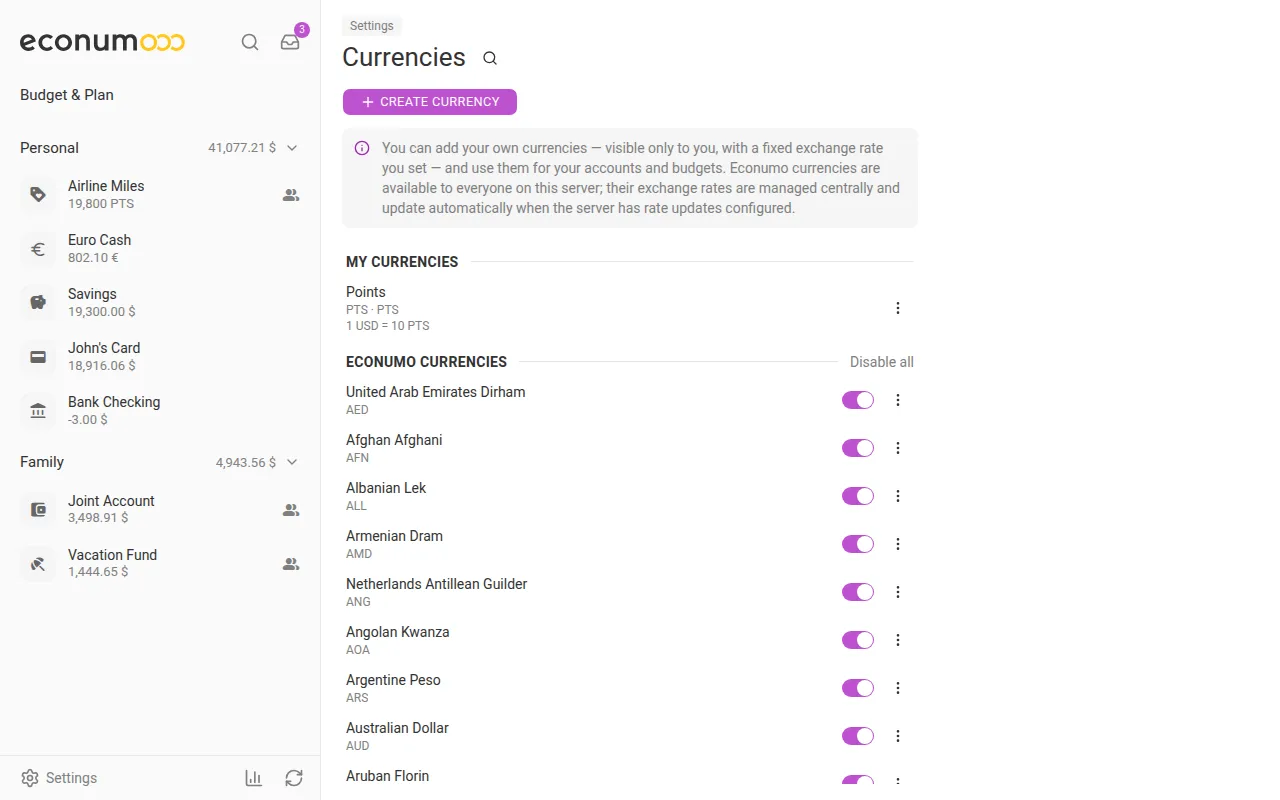 econumo
3
Budget & Plan
Personal 41,077.21 $
Airline Miles
19,800 PTS
Euro Cash
802.10 €
Savings
19,300.00 $
John's Card
18,916.06 $
Bank Checking
-3.00 $
Family 4,943.56 $
Joint Account
3,498.91 $
Vacation Fund
1,444.65 $
Settings
Settings
Currencies
CREATE CURRENCY
You can add your own currencies — visible only to you, with a fixed exchange rate
you set — and use them for your accounts and budgets. Econumo currencies are
available to everyone on this server; their exchange rates are managed centrally and
update automatically when the server has rate updates configured.
MY CURRENCIES
Points
PTS · PTS
1 USD = 10 PTS
ECONUMO CURRENCIES Disable all
United Arab Emirates Dirham
AED
Afghan Afghani
AFN
Albanian Lek
ALL
Armenian Dram
AMD
Netherlands Antillean Guilder
ANG
Angolan Kwanza
AOA
Argentine Peso
ARS
Australian Dollar
AUD
Aruban Florin